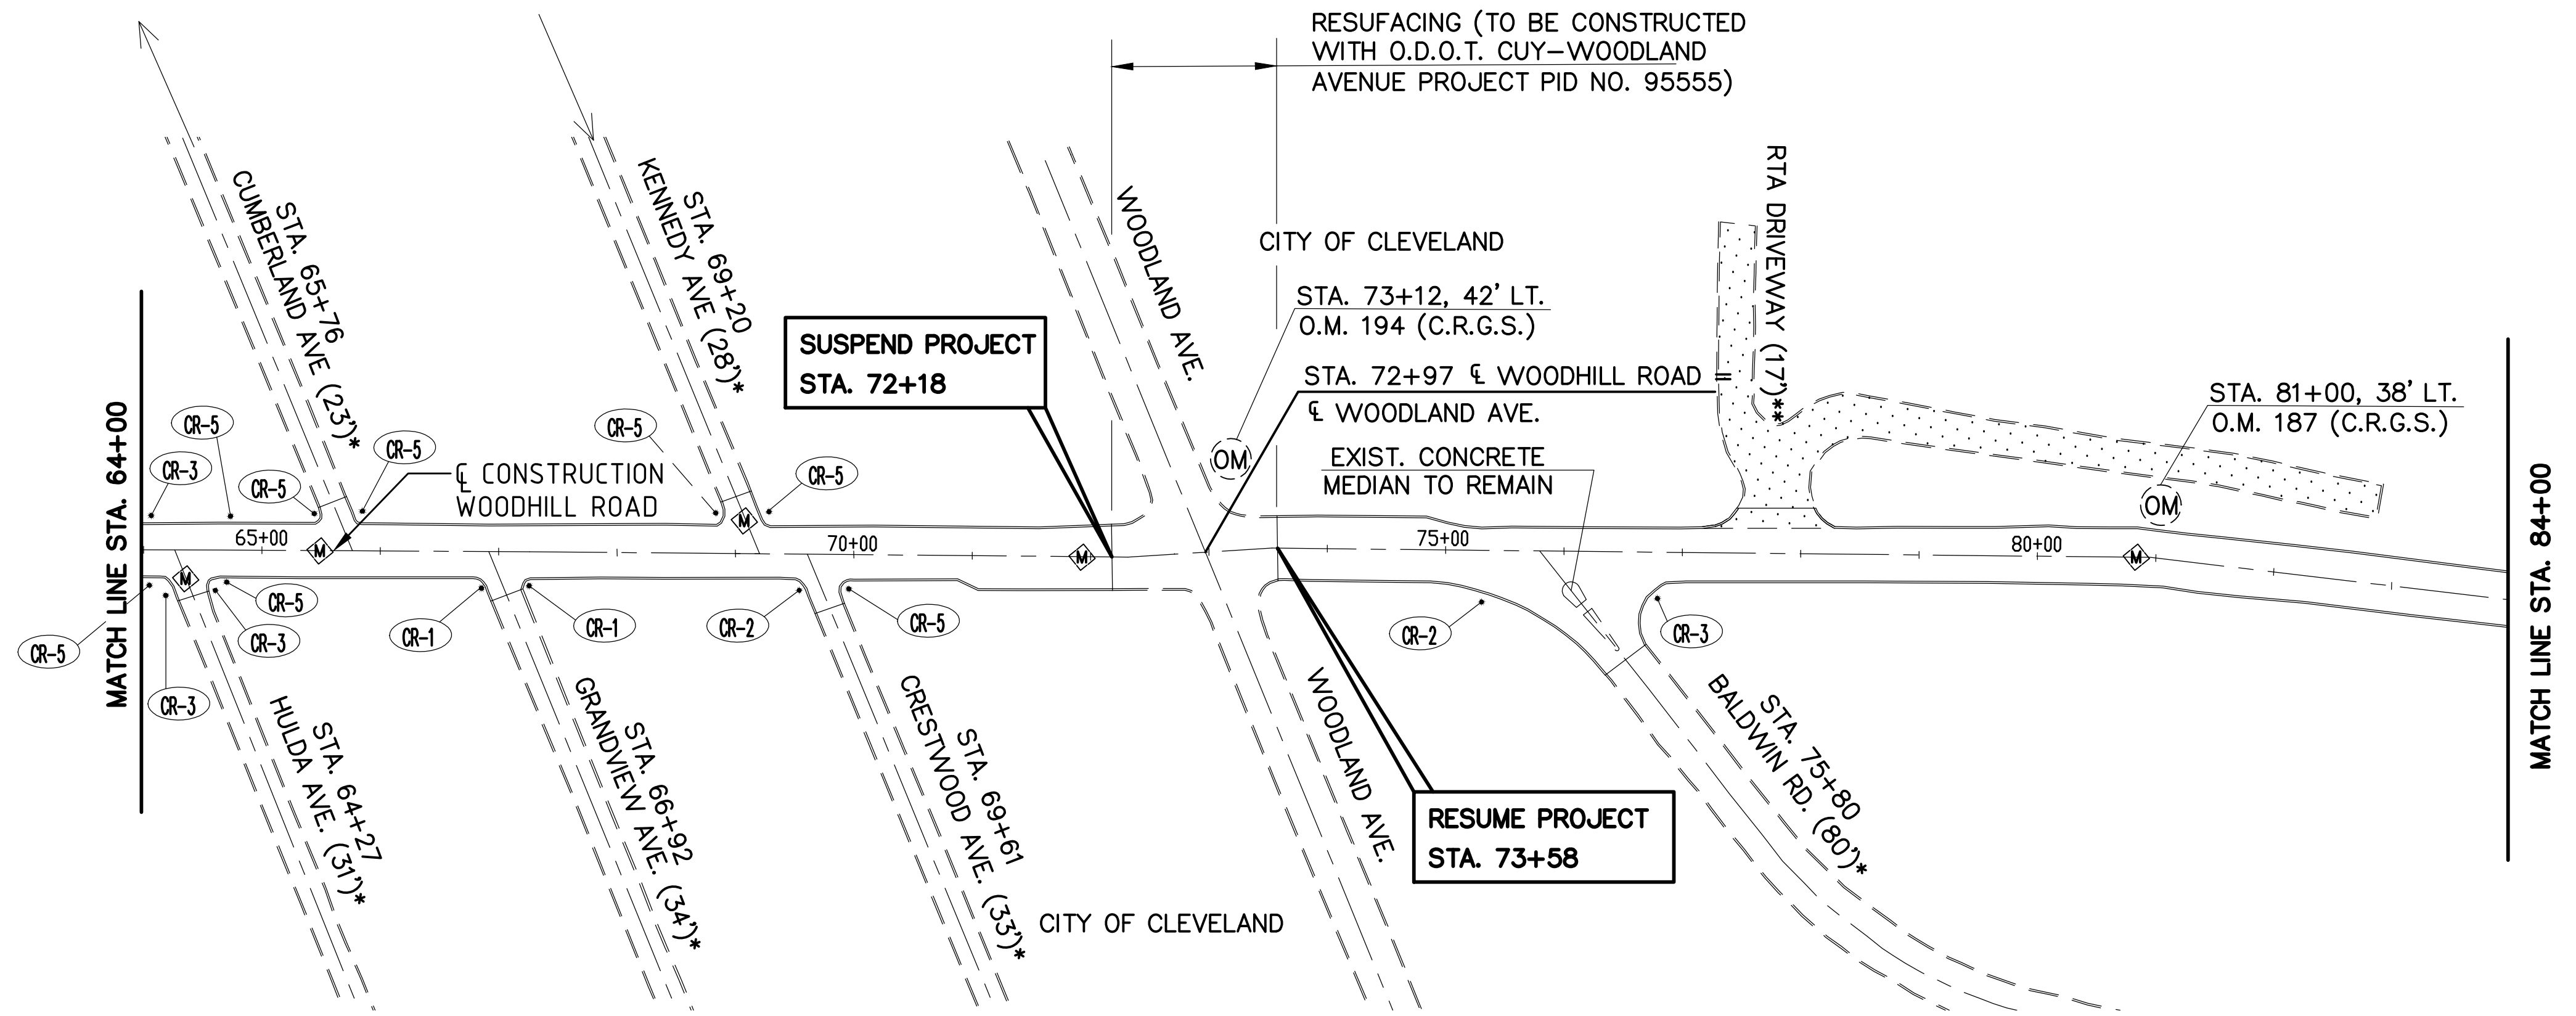 RESUFACING (TO BE CONSTRUCTED
WITH O.D.O.T. CUY-WOODLAND
AVENUE PROJECT PID NO. 95555)
STA. 65+76
CUMBERLAND AVE (23')*
STA. 69+20
KENNEDY AVE (28')*
WOODLAND AVE.
CITY OF CLEVELAND
RTA DRIVEWAY (17')**
STA. 73+12, 42' LT.
O.M. 194 (C.R.G.S.)
SUSPEND PROJECT
STA. 72+18
STA. 72+97 ℄ WOODHILL ROAD =
℄ WOODLAND AVE.
STA. 81+00, 38' LT.
O.M. 187 (C.R.G.S.)
EXIST. CONCRETE
MEDIAN TO REMAIN
OM
OM
MATCH LINE STA. 64+00
MATCH LINE STA. 84+00
CR-5
CR-3
CR-5
CR-5
CR-5
CR-5
℄ CONSTRUCTION
WOODHILL ROAD
65+00
70+00
75+00
80+00
M
M
M
M
M
CR-5
CR-3
CR-3
CR-5
CR-1
CR-1
CR-2
CR-5
CR-2
CR-3
STA. 64+27
HULDA AVE. (31')*
STA. 66+92
GRANDVIEW AVE. (34')*
STA. 69+61
CRESTWOOD AVE. (33')*
WOODLAND AVE.
STA. 75+80
BALDWIN RD. (80')*
RESUME PROJECT
STA. 73+58
CITY OF CLEVELAND